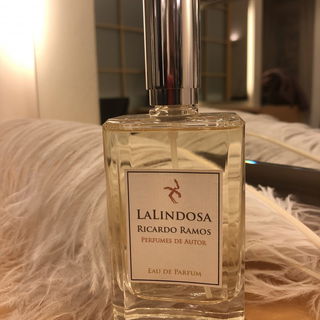 LaLindosa
Ricardo Ramos
Perfumes de Autor
Eau de Parfum